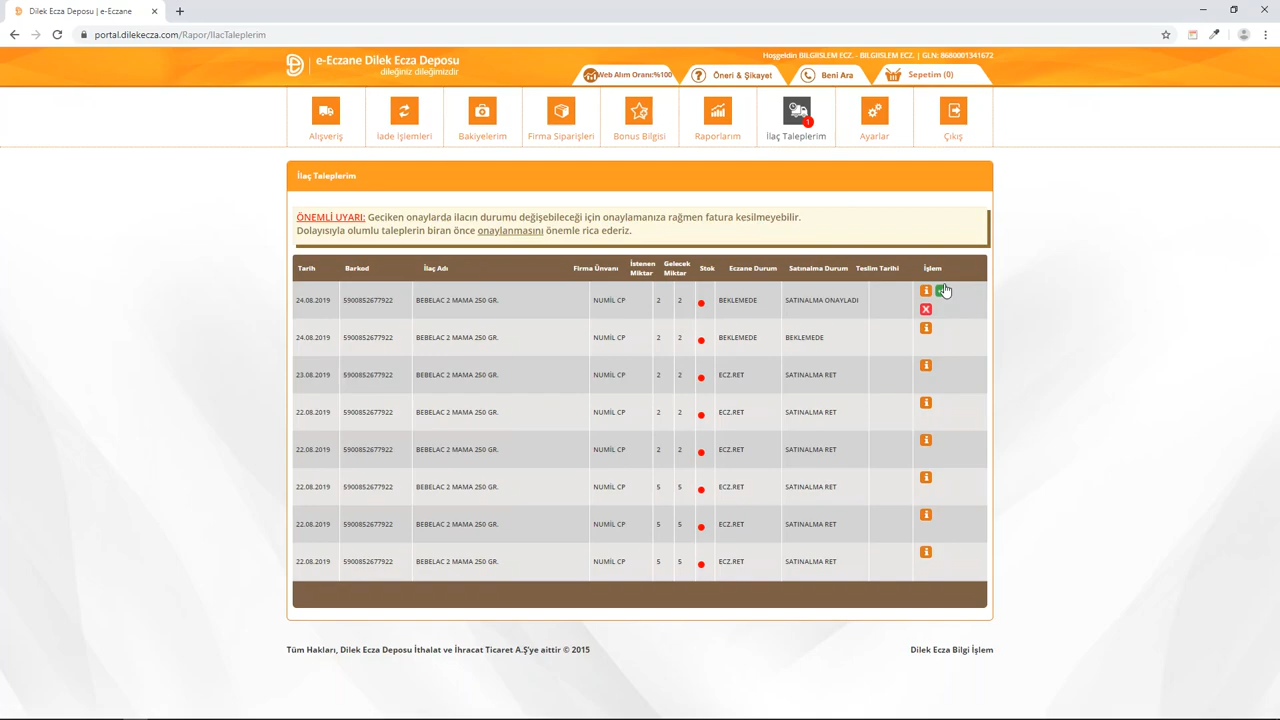 Dilek Ecza Deposu | e-Eczane
portal.dilekecza.com/Rapor/IlacTaleplerim
e-Eczane Dilek Ecza Deposu
dileğiniz dileğimizdir
Hoşgeldin BİLGİİŞLEM ECZ. - BİLGİİŞLEM ECZ. | GLN: 8680001341672
Web Alım Oranı:%100
Öneri & Şikayet
Beni Ara
Sepetim (0)
Alışveriş
İade İşlemleri
Bakiyelerim
Firma Siparişleri
Bonus Bilgisi
Raporlarım
1
İlaç Taleplerim
Ayarlar
Çıkış
İlaç Taleplerim
ÖNEMLİ UYARI: Geciken onaylarda ilacın durumu değişebileceği için onaylamanıza rağmen fatura kesilmeyebilir.
Dolayısıyla olumlu taleplerin biran önce onaylanmasını önemle rica ederiz.
Tarih Barkod İlaç Adı Firma Ünvanı İstenen Miktar Gelecek Miktar Stok Eczane Durum Satınalma Durum Teslim Tarihi İşlem
24.08.2019 5900852677922 BEBELAC 2 MAMA 250 GR. NUMİL CP 2 2 BEKLEMEDE SATINALMA ONAYLADI
24.08.2019 5900852677922 BEBELAC 2 MAMA 250 GR. NUMİL CP 2 2 BEKLEMEDE BEKLEMEDE
23.08.2019 5900852677922 BEBELAC 2 MAMA 250 GR. NUMİL CP 2 2 ECZ.RET SATINALMA RET
22.08.2019 5900852677922 BEBELAC 2 MAMA 250 GR. NUMİL CP 2 2 ECZ.RET SATINALMA RET
22.08.2019 5900852677922 BEBELAC 2 MAMA 250 GR. NUMİL CP 2 2 ECZ.RET SATINALMA RET
22.08.2019 5900852677922 BEBELAC 2 MAMA 250 GR. NUMİL CP 5 5 ECZ.RET SATINALMA RET
22.08.2019 5900852677922 BEBELAC 2 MAMA 250 GR. NUMİL CP 5 5 ECZ.RET SATINALMA RET
22.08.2019 5900852677922 BEBELAC 2 MAMA 250 GR. NUMİL CP 5 5 ECZ.RET SATINALMA RET
Tüm Hakları, Dilek Ecza Deposu İthalat ve İhracat Ticaret A.Ş'ye aittir © 2015
Dilek Ecza Bilgi İşlem